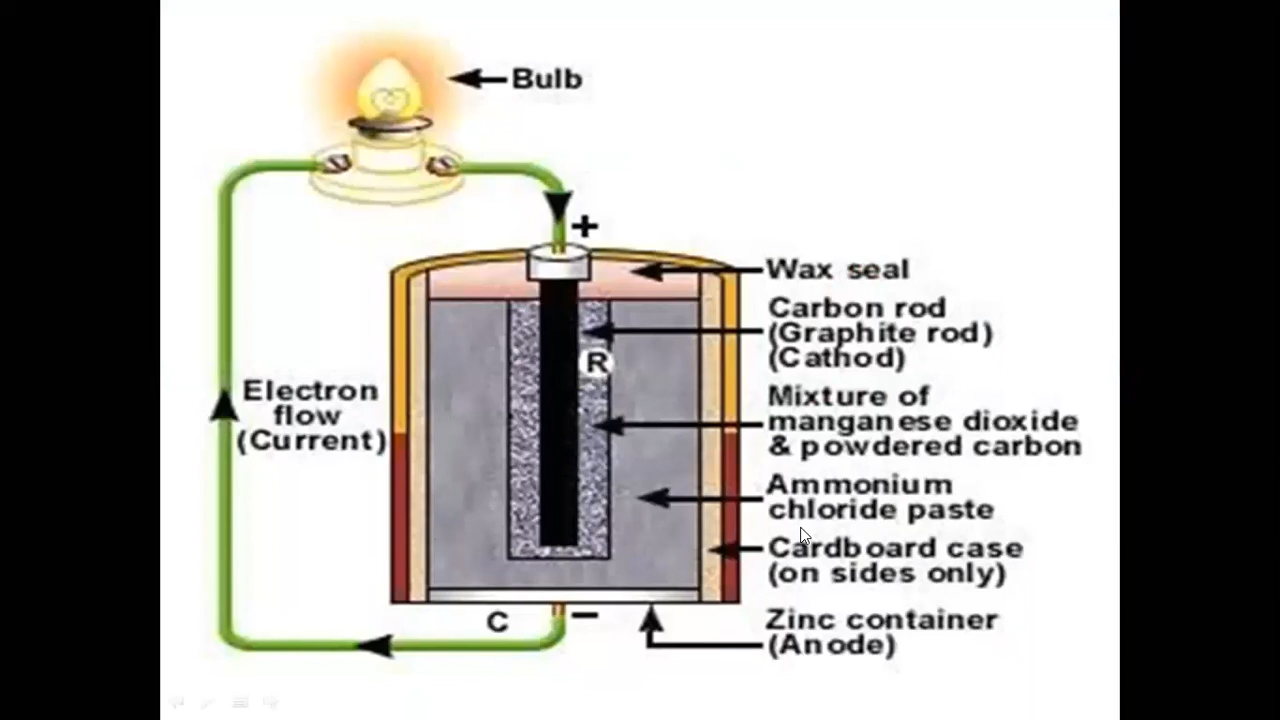 Bulb
+
Wax seal
Carbon rod
(Graphite rod)
(Cathod)
R
Mixture of
manganese dioxide
& powdered carbon
Electron
flow
(Current)
Ammonium
chloride paste
Cardboard case
(on sides only)
C
−
Zinc container
(Anode)